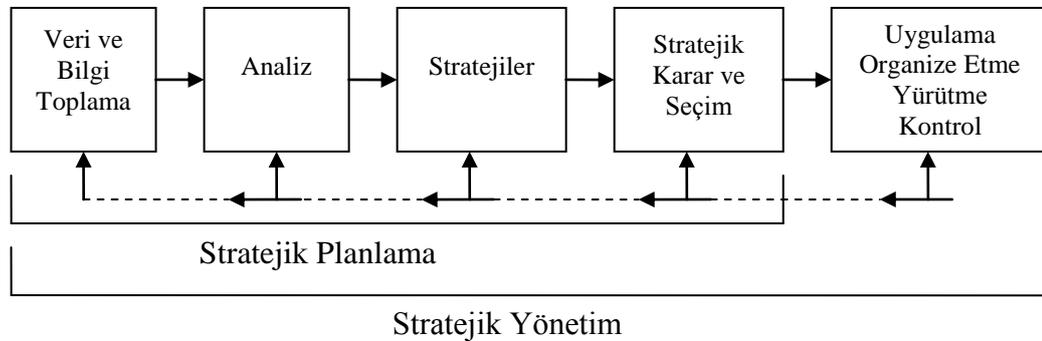 Veri ve
Bilgi
Toplama
Analiz
Stratejiler
Stratejik
Karar ve
Seçim
Uygulama
Organize Etme
Yürütme
Kontrol
Stratejik Planlama
Stratejik Yönetim